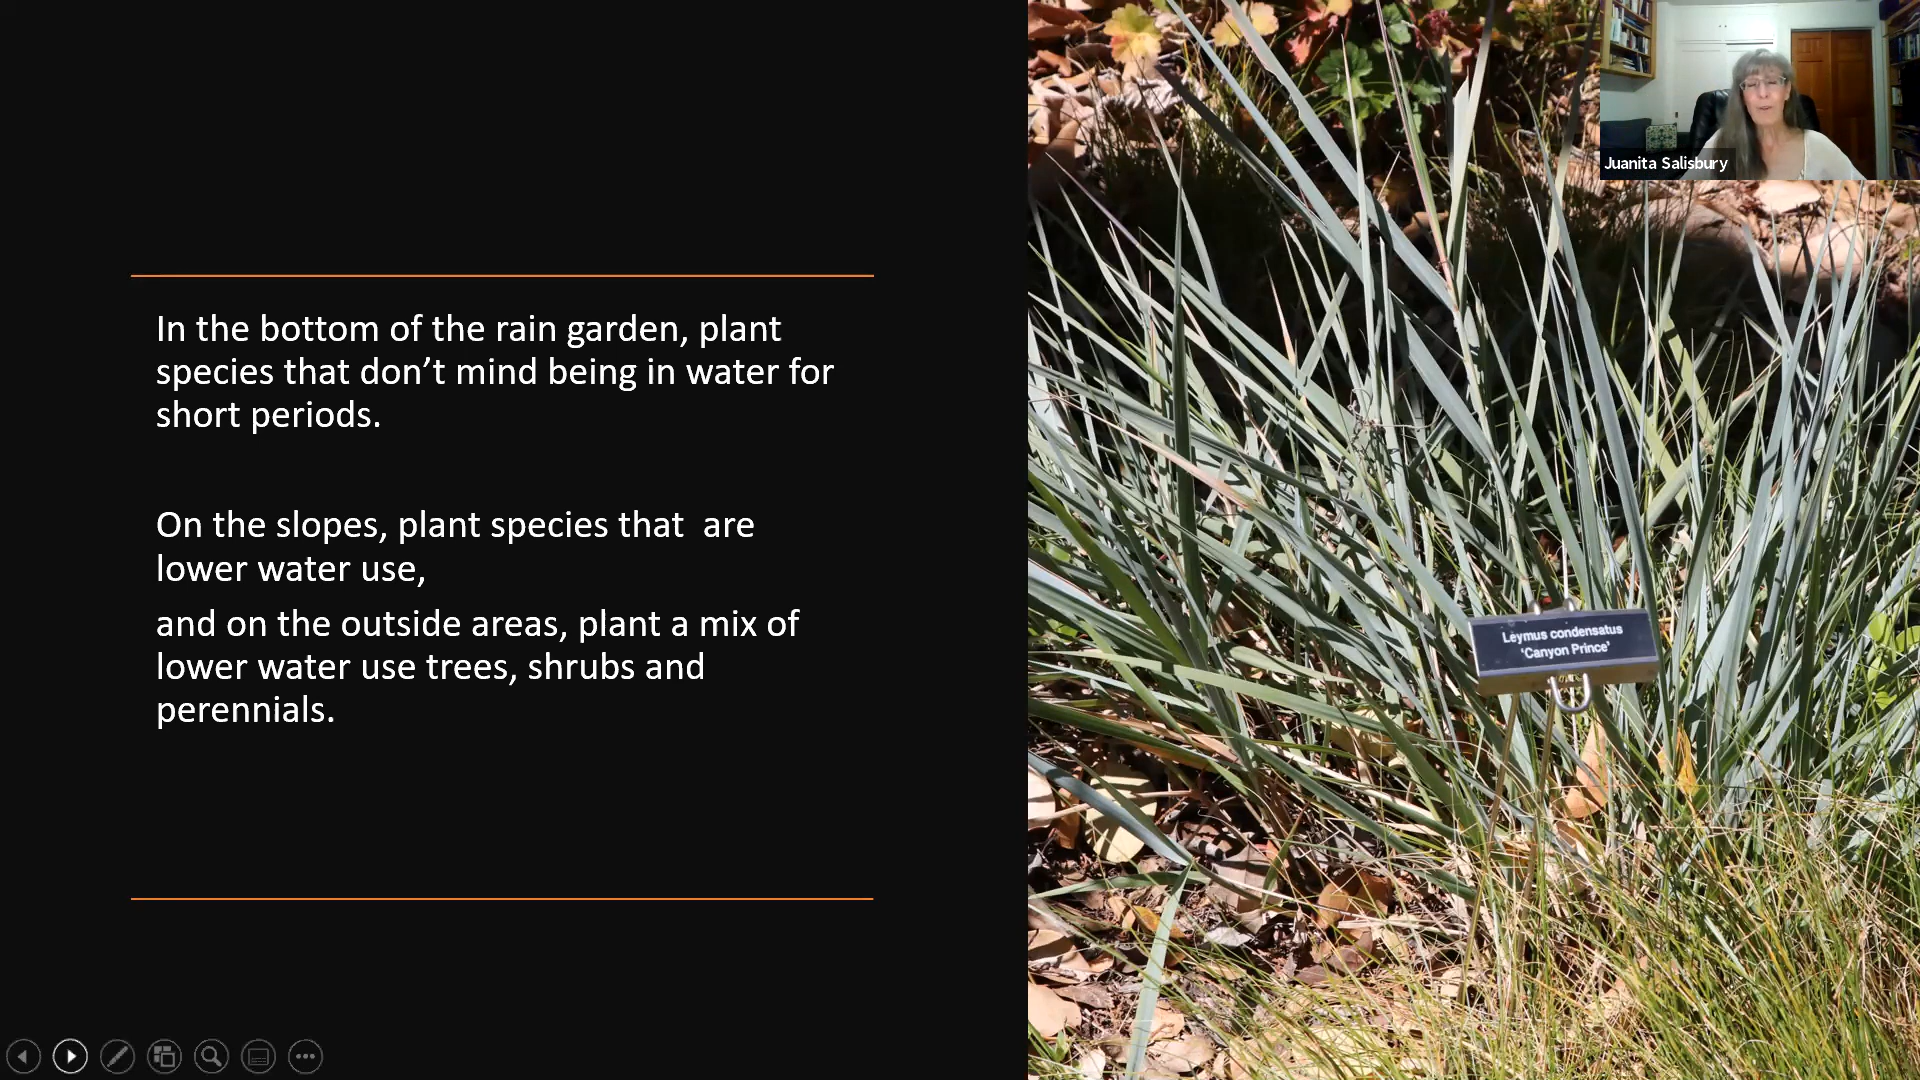 In the bottom of the rain garden, plant
species that don’t mind being in water for
short periods.
On the slopes, plant species that  are
lower water use,
and on the outside areas, plant a mix of
lower water use trees, shrubs and
perennials.
Juanita Salisbury
Leymus condensatus
‘Canyon Prince’